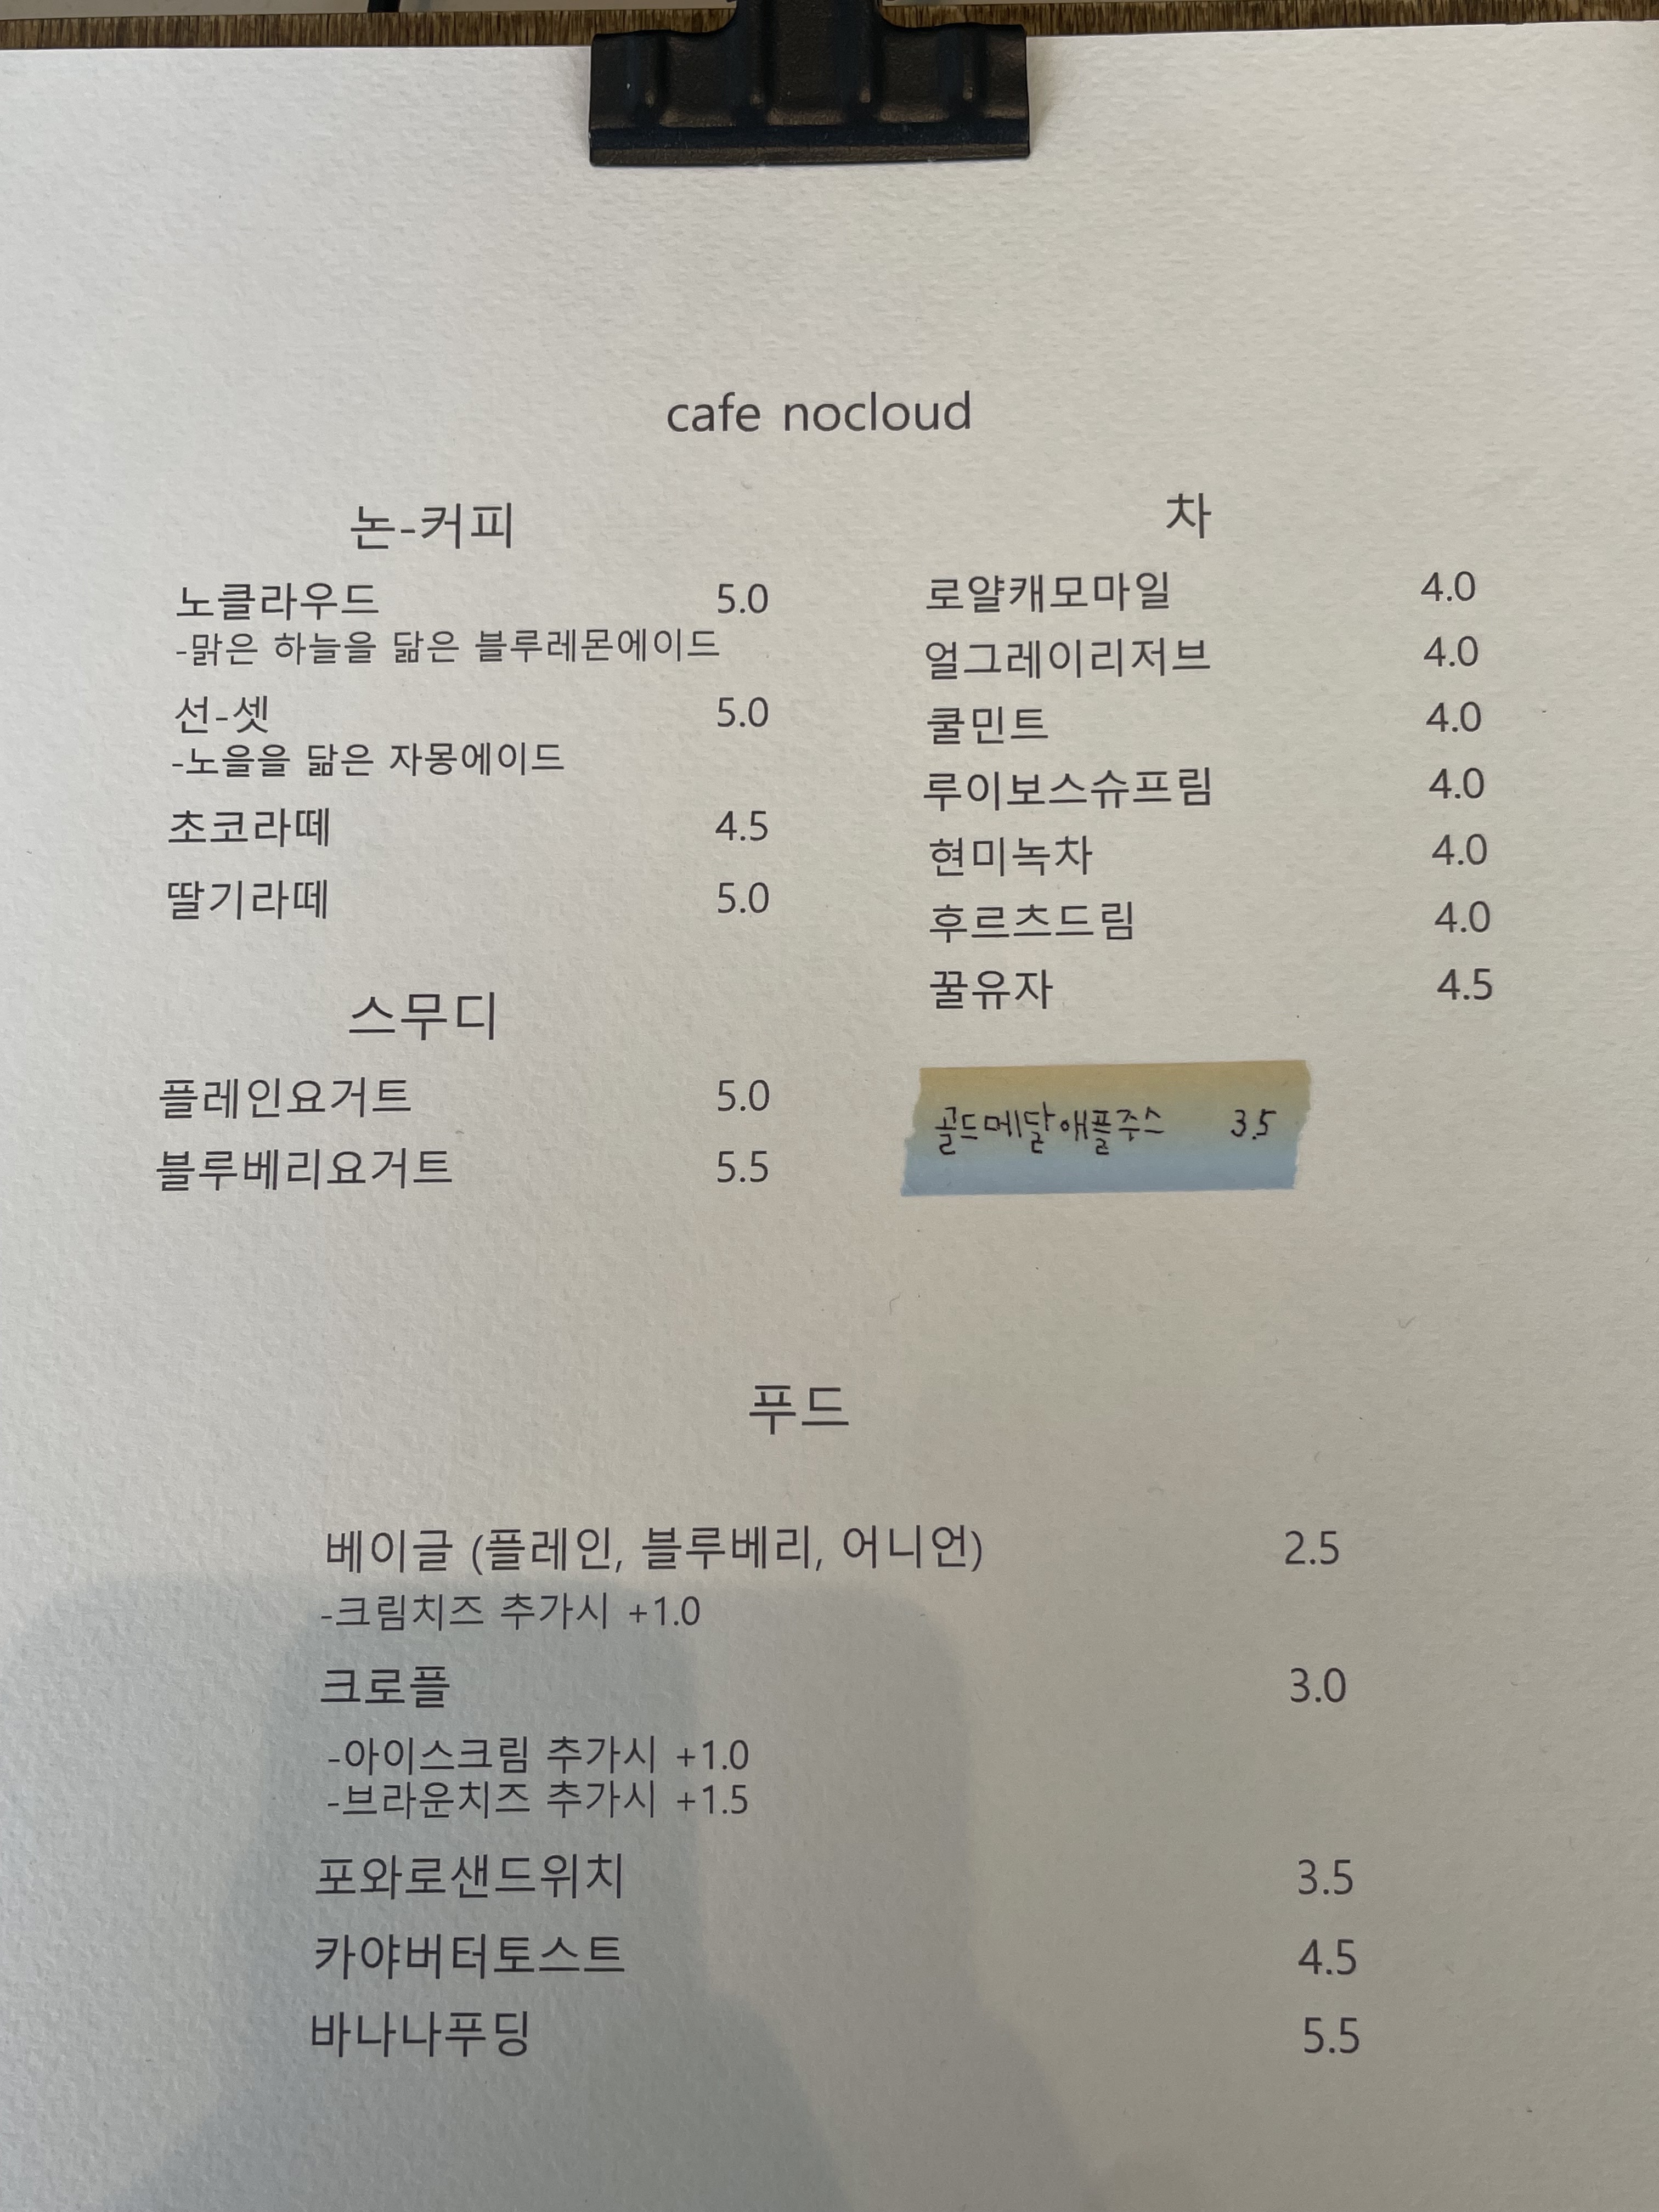 cafe nocloud
논-커피
노클라우드 5.0
-맑은 하늘을 닮은 블루레몬에이드
선-셋 5.0
-노을을 닮은 자몽에이드
초코라떼 4.5
딸기라떼 5.0
스무디
플레인요거트 5.0
블루베리요거트 5.5
차
로얄캐모마일 4.0
얼그레이리저브 4.0
쿨민트 4.0
루이보스슈프림 4.0
현미녹차 4.0
후르츠드림 4.0
꿀유자 4.5
골드메달애플주스 3.5
푸드
베이글 (플레인, 블루베리, 어니언) 2.5
-크림치즈 추가시 +1.0
크로플 3.0
-아이스크림 추가시 +1.0
-브라운치즈 추가시 +1.5
포와로샌드위치 3.5
카야버터토스트 4.5
바나나푸딩 5.5